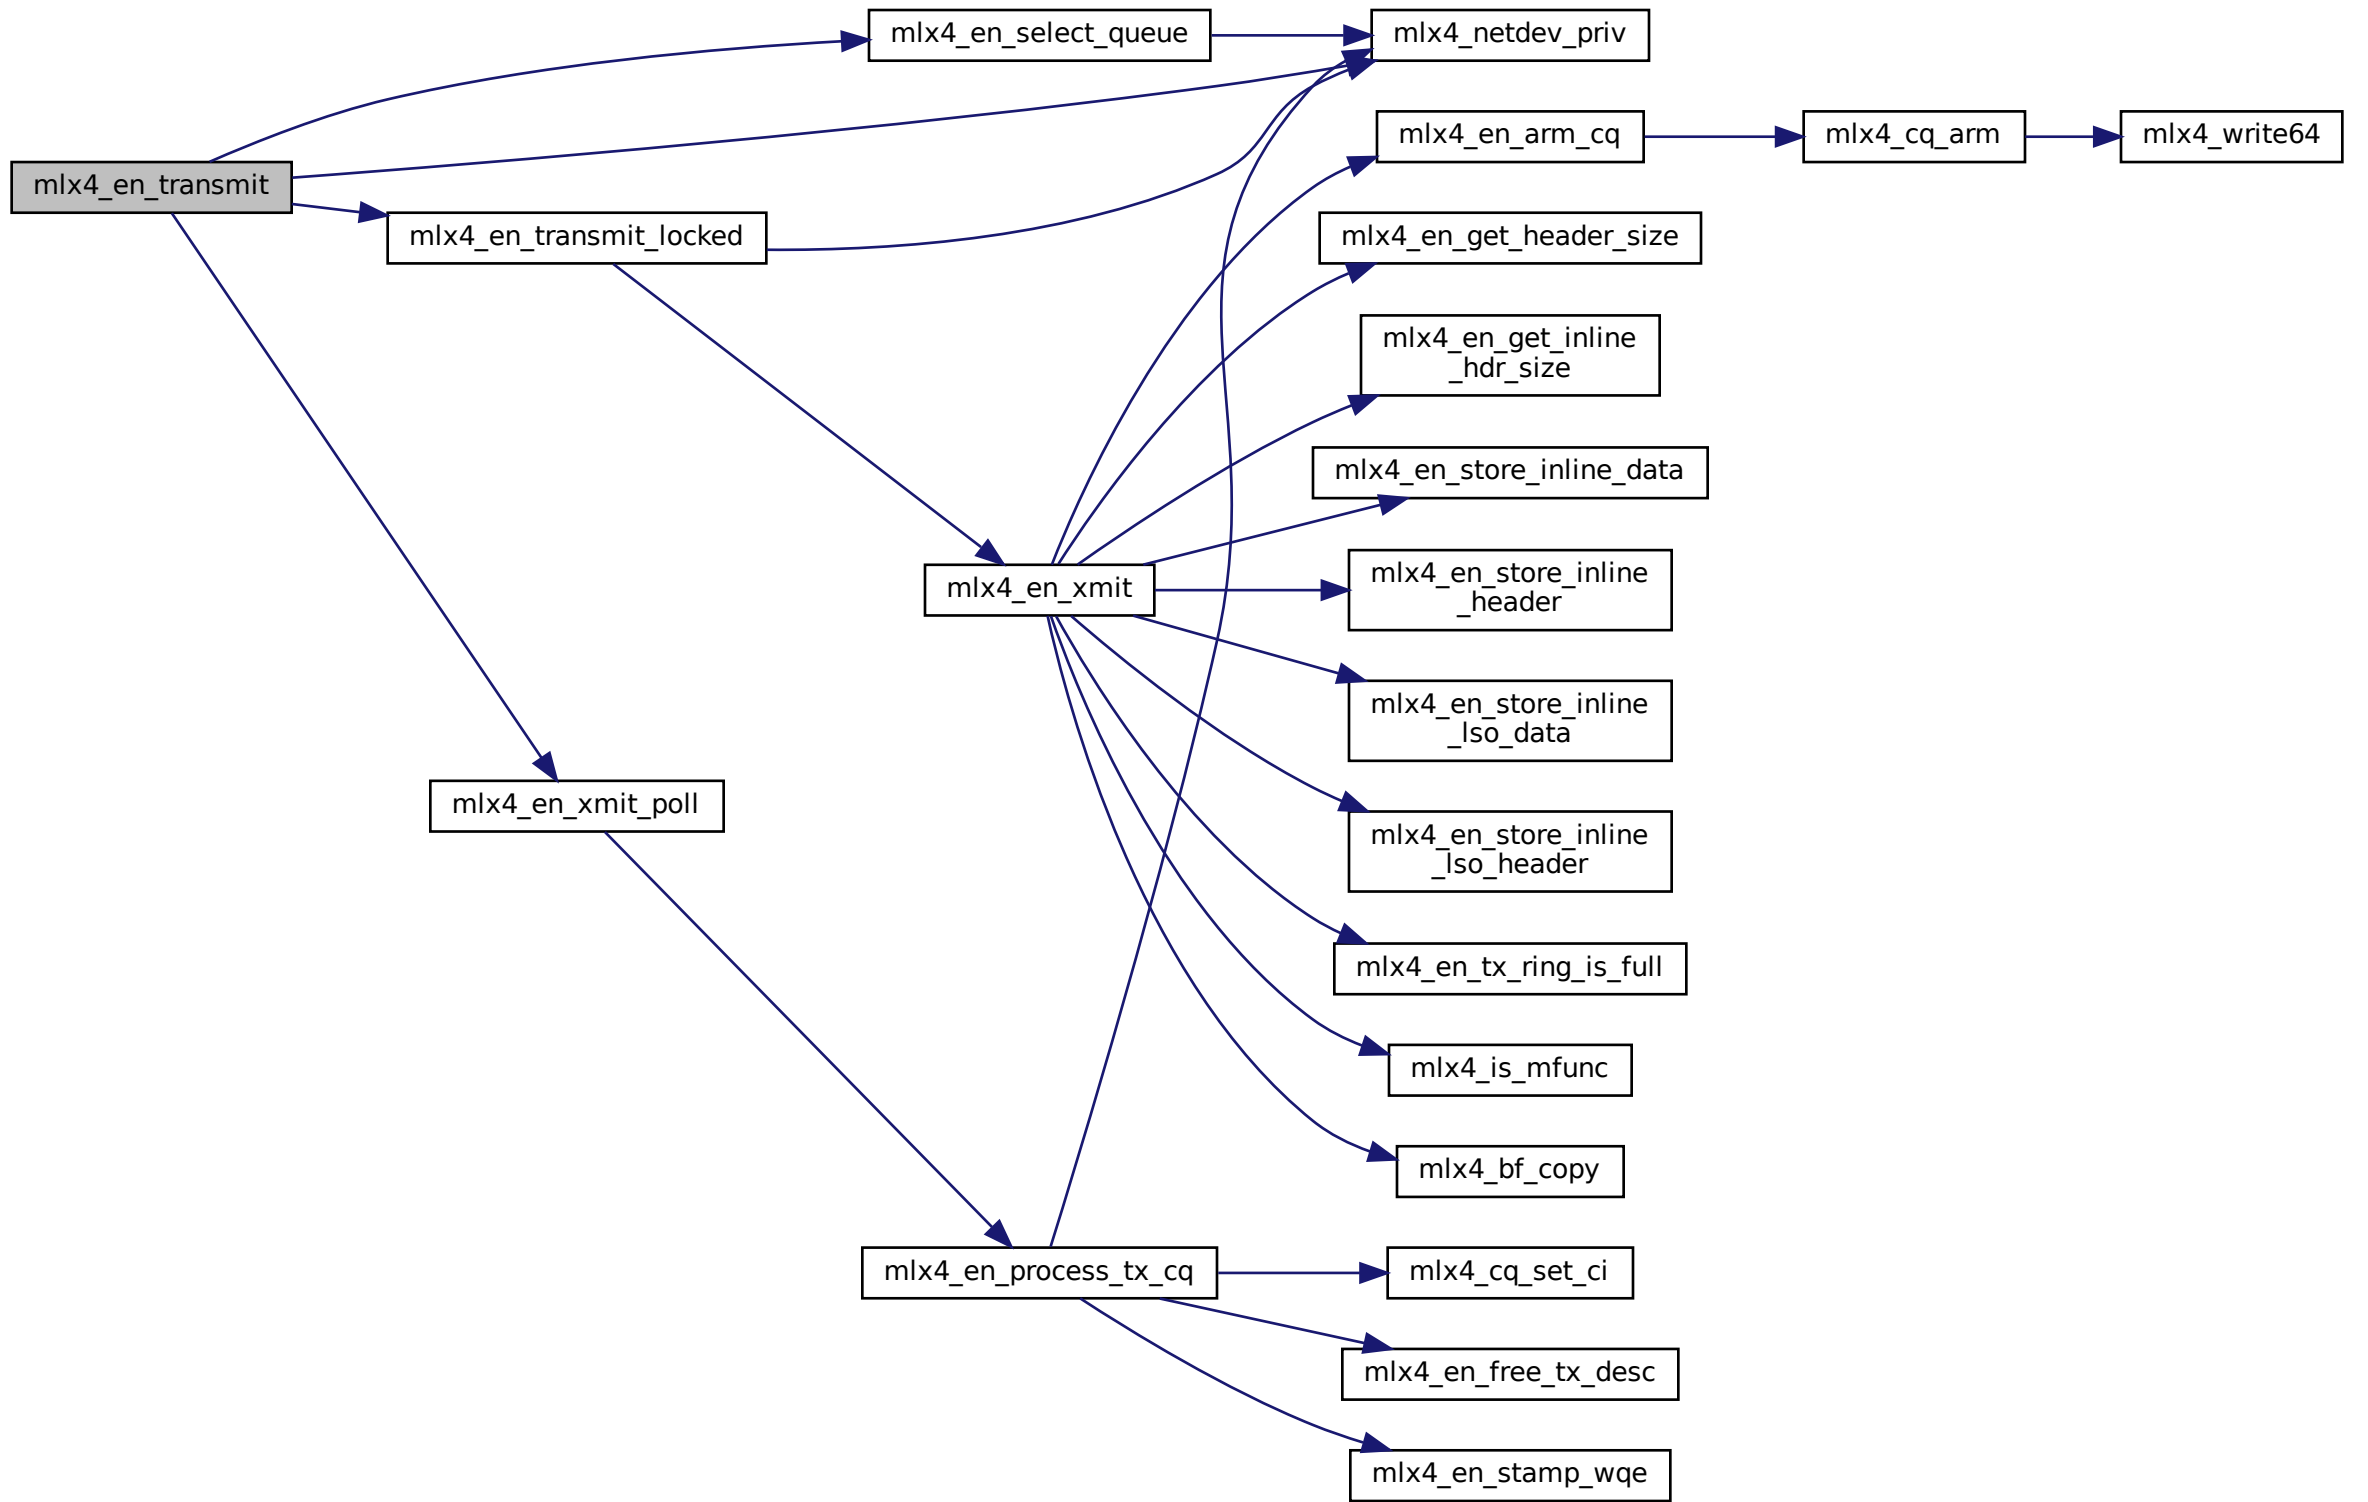 mlx4_en_transmit
mlx4_en_select_queue
mlx4_netdev_priv
mlx4_en_transmit_locked
mlx4_en_arm_cq
mlx4_cq_arm
mlx4_write64
mlx4_en_get_header_size
mlx4_en_get_inline
_hdr_size
mlx4_en_store_inline_data
mlx4_en_xmit
mlx4_en_store_inline
_header
mlx4_en_store_inline
_lso_data
mlx4_en_xmit_poll
mlx4_en_store_inline
_lso_header
mlx4_en_tx_ring_is_full
mlx4_is_mfunc
mlx4_bf_copy
mlx4_en_process_tx_cq
mlx4_cq_set_ci
mlx4_en_free_tx_desc
mlx4_en_stamp_wqe